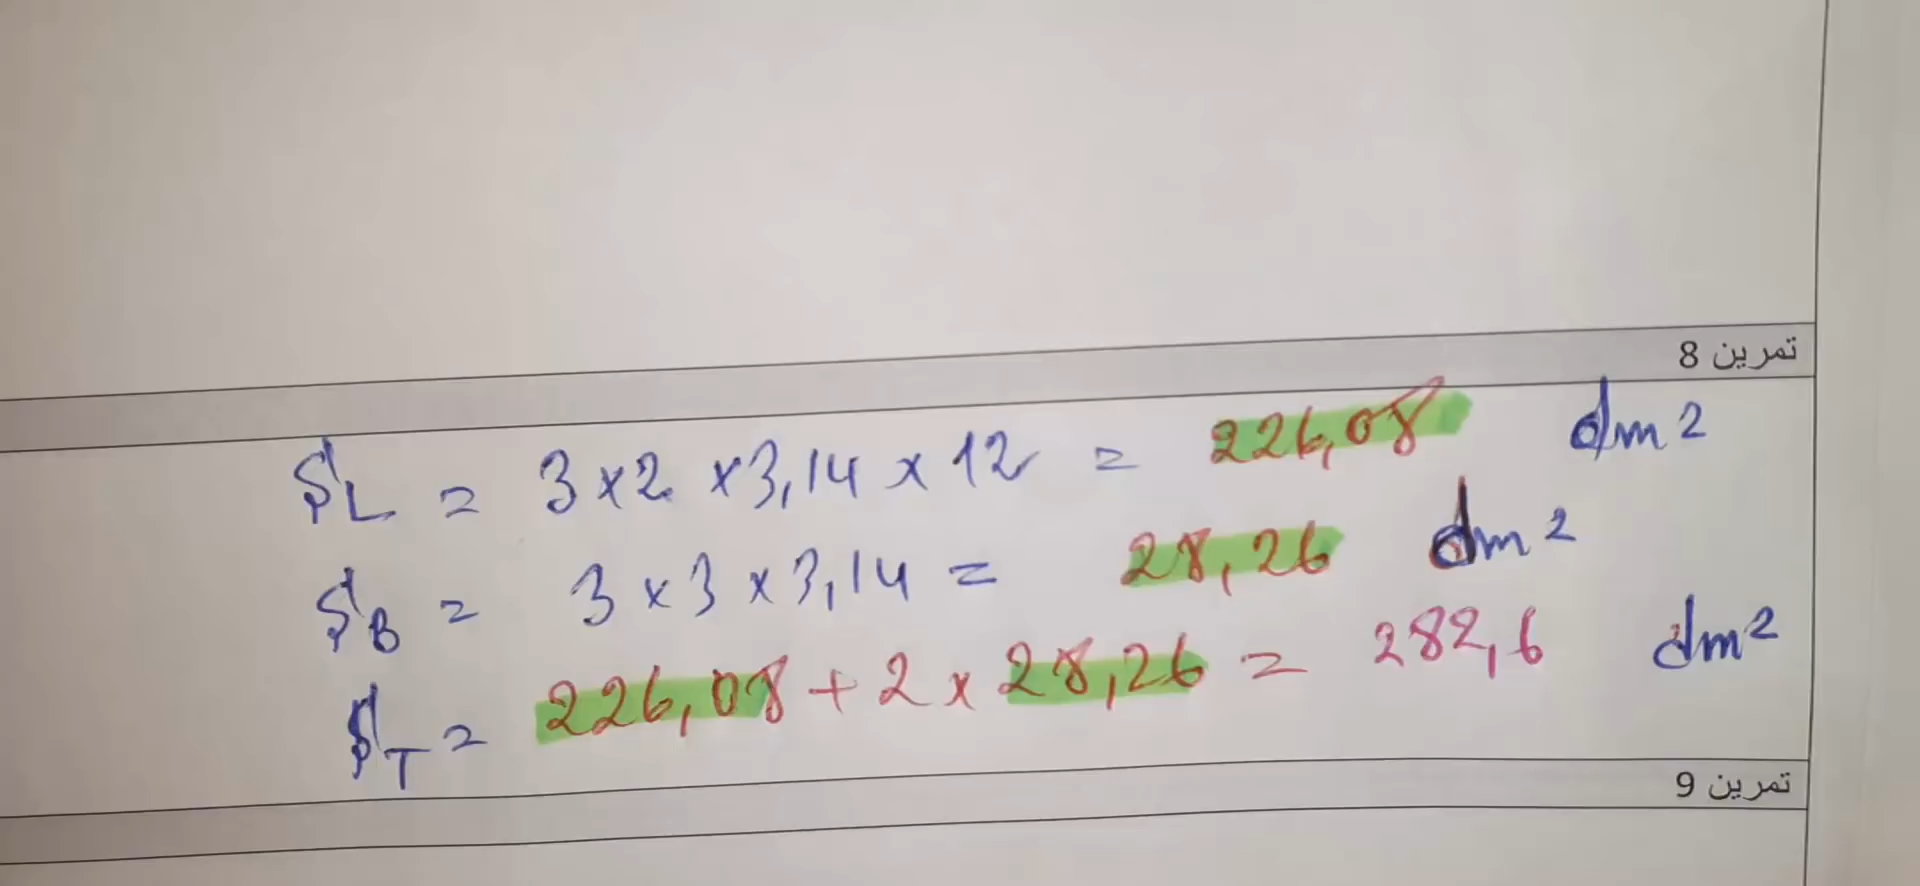 تمرين 8
SL = 3 x 2 x 3,14 x 12 = 226,08 dm²
SB = 3 x 3 x 3,14 = 28,26 dm²
ST = 226,08 + 2 x 28,26 = 282,6 dm²
تمرين 9